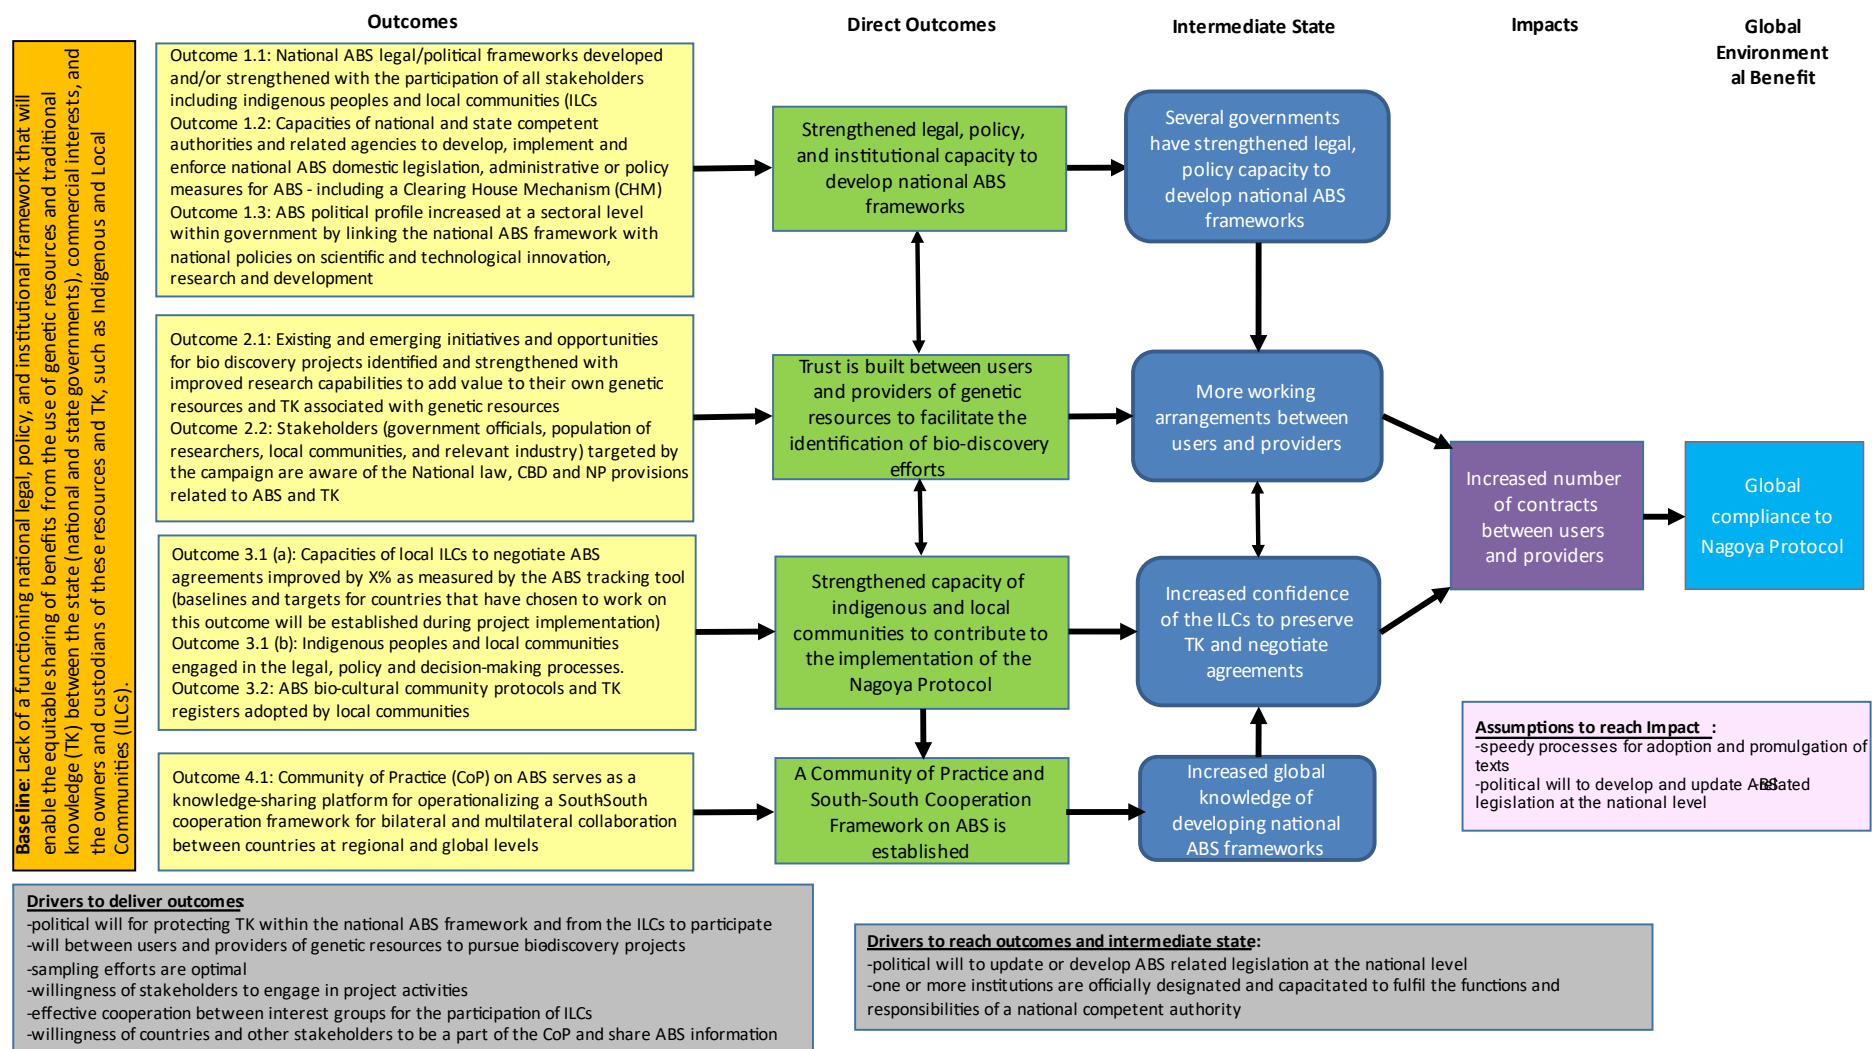 Outcomes
Direct Outcomes
Intermediate State
Impacts
Global
Environment
al Benefit
Baseline: Lack of a functioning national legal, policy, and institutional framework that will
enable the equitable sharing of benefits from the use of genetic resources and traditional
knowledge (TK) between the state (national and state governments), commercial interests, and
the owners and custodians of these resources and TK, such as Indigenous and Local
Communities (ILCs).
Outcome 1.1: National ABS legal/political frameworks developed
and/or strengthened with the participation of all stakeholders
including indigenous peoples and local communities (ILCs
Outcome 1.2: Capacities of national and state competent
authorities and related agencies to develop, implement and
enforce national ABS domestic legislation, administrative or policy
measures for ABS - including a Clearing House Mechanism (CHM)
Outcome 1.3: ABS political profile increased at a sectoral level
within government by linking the national ABS framework with
national policies on scientific and technological innovation,
research and development
Strengthened legal, policy,
and institutional capacity to
develop national ABS
frameworks
Several governments
have strengthened legal,
policy capacity to
develop national ABS
frameworks
Outcome 2.1: Existing and emerging initiatives and opportunities
for bio discovery projects identified and strengthened with
improved research capabilities to add value to their own genetic
resources and TK associated with genetic resources
Outcome 2.2: Stakeholders (government officials, population of
researchers, local communities, and relevant industry) targeted by
the campaign are aware of the National law, CBD and NP provisions
related to ABS and TK
Trust is built between users
and providers of genetic
resources to facilitate the
identification of bio-discovery
efforts
More working
arrangements between
users and providers
Increased number
of contracts
between users
and providers
Global
compliance to
Nagoya Protocol
Outcome 3.1 (a): Capacities of local ILCs to negotiate ABS
agreements improved by X% as measured by the ABS tracking tool
(baselines and targets for countries that have chosen to work on
this outcome will be established during project implementation)
Outcome 3.1 (b): Indigenous peoples and local communities
engaged in the legal, policy and decision-making processes.
Outcome 3.2: ABS bio-cultural community protocols and TK
registers adopted by local communities
Strengthened capacity of
indigenous and local
communities to contribute to
the implementation of the
Nagoya Protocol
Increased confidence
of the ILCs to preserve
TK and negotiate
agreements
Outcome 4.1: Community of Practice (CoP) on ABS serves as a
knowledge-sharing platform for operationalizing a South-South
cooperation framework for bilateral and multilateral collaboration
between countries at regional and global levels
A Community of Practice and
South-South Cooperation
Framework on ABS is
established
Increased global
knowledge of
developing national
ABS frameworks
Assumptions to reach Impact :
-speedy processes for adoption and promulgation of
texts
-political will to develop and update ABS-related
legislation at the national level
Drivers to deliver outcomes:
-political will for protecting TK within the national ABS framework and from the ILCs to participate
-will between users and providers of genetic resources to pursue bio-discovery projects
-sampling efforts are optimal
-willingness of stakeholders to engage in project activities
-effective cooperation between interest groups for the participation of ILCs
-willingness of countries and other stakeholders to be a part of the CoP and share ABS information
Drivers to reach outcomes and intermediate state:
-political will to update or develop ABS related legislation at the national level
-one or more institutions are officially designated and capacitated to fulfil the functions and
responsibilities of a national competent authority